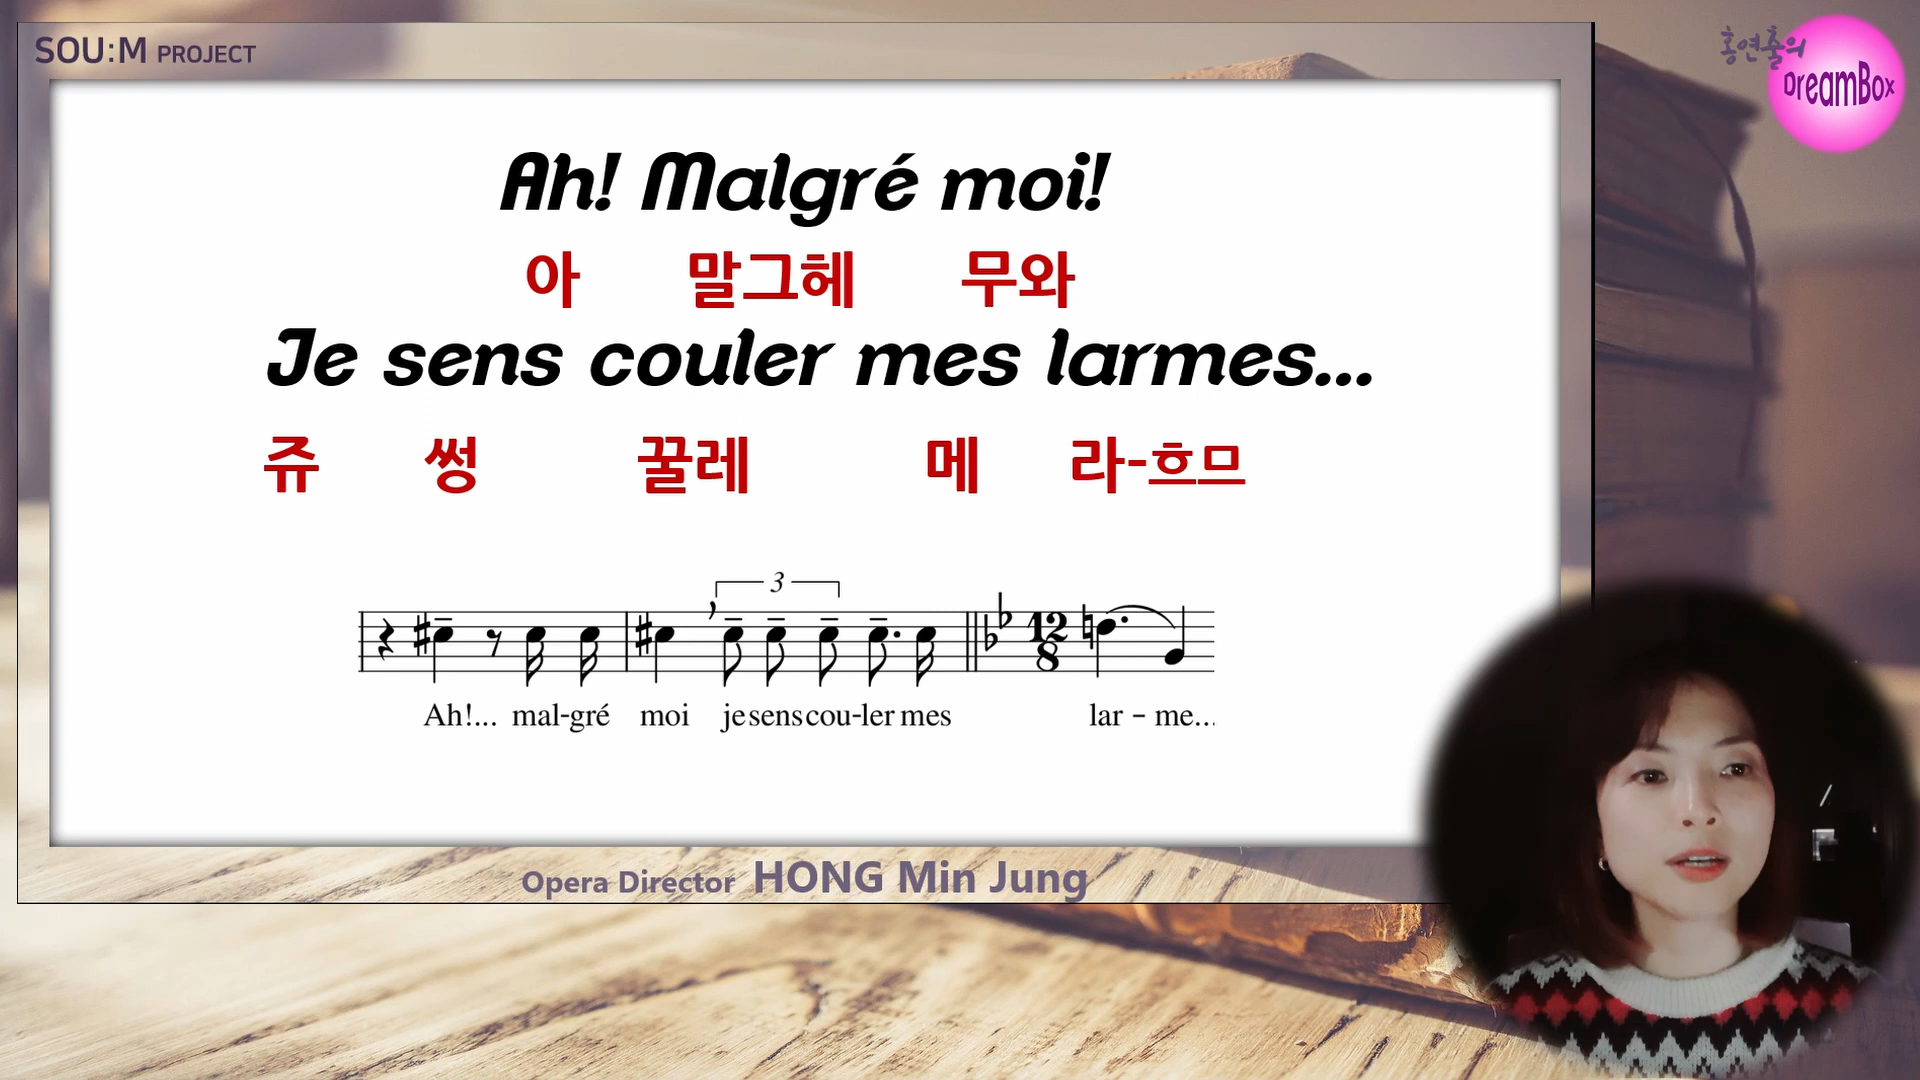 SOU:M PROJECT
홍연출의
DreamBox
Ah! Malgré moi!
아 말그헤 무와
Je sens couler mes larmes...
쥬 썽 꿀레 메 라-흐므
3
12
8
Ah!... mal-gré moi je sens cou-ler mes lar - me...
Opera Director HONG Min Jung